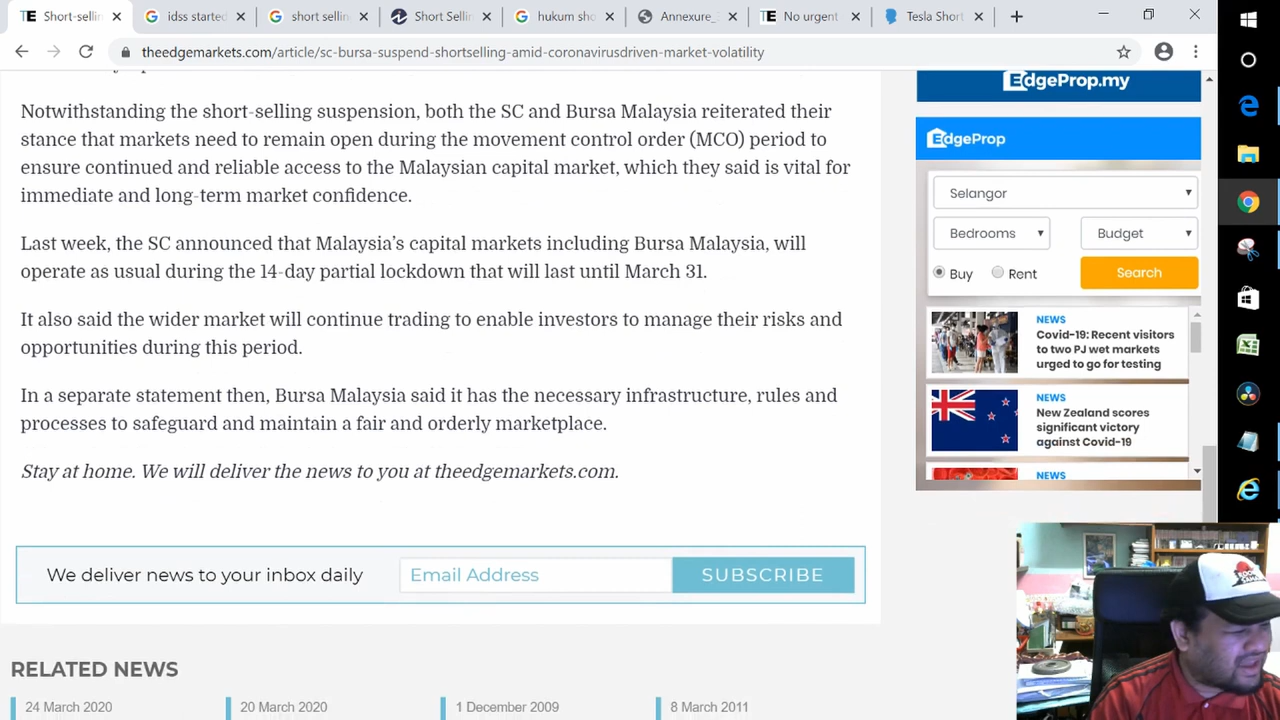 Short-sellin
idss started
short sellin
Short Sellin
hukum sho
Annexure_
No urgent
Tesla Short
theedgemarkets.com/article/sc-bursa-suspend-shortselling-amid-coronavirusdriven-market-volatility
Notwithstanding the short-selling suspension, both the SC and Bursa Malaysia reiterated their
stance that markets need to remain open during the movement control order (MCO) period to
ensure continued and reliable access to the Malaysian capital market, which they said is vital for
immediate and long-term market confidence.
Last week, the SC announced that Malaysia’s capital markets including Bursa Malaysia, will
operate as usual during the 14-day partial lockdown that will last until March 31.
It also said the wider market will continue trading to enable investors to manage their risks and
opportunities during this period.
In a separate statement then, Bursa Malaysia said it has the necessary infrastructure, rules and
processes to safeguard and maintain a fair and orderly marketplace.
Stay at home. We will deliver the news to you at theedgemarkets.com.
We deliver news to your inbox daily
Email Address
SUBSCRIBE
RELATED NEWS
24 March 2020
20 March 2020
1 December 2009
8 March 2011
EdgeProp.my
EdgeProp
Selangor
Bedrooms
Budget
Buy
Rent
Search
NEWS
Covid-19: Recent visitors
to two PJ wet markets
urged to go for testing
NEWS
New Zealand scores
significant victory
against Covid-19
NEWS